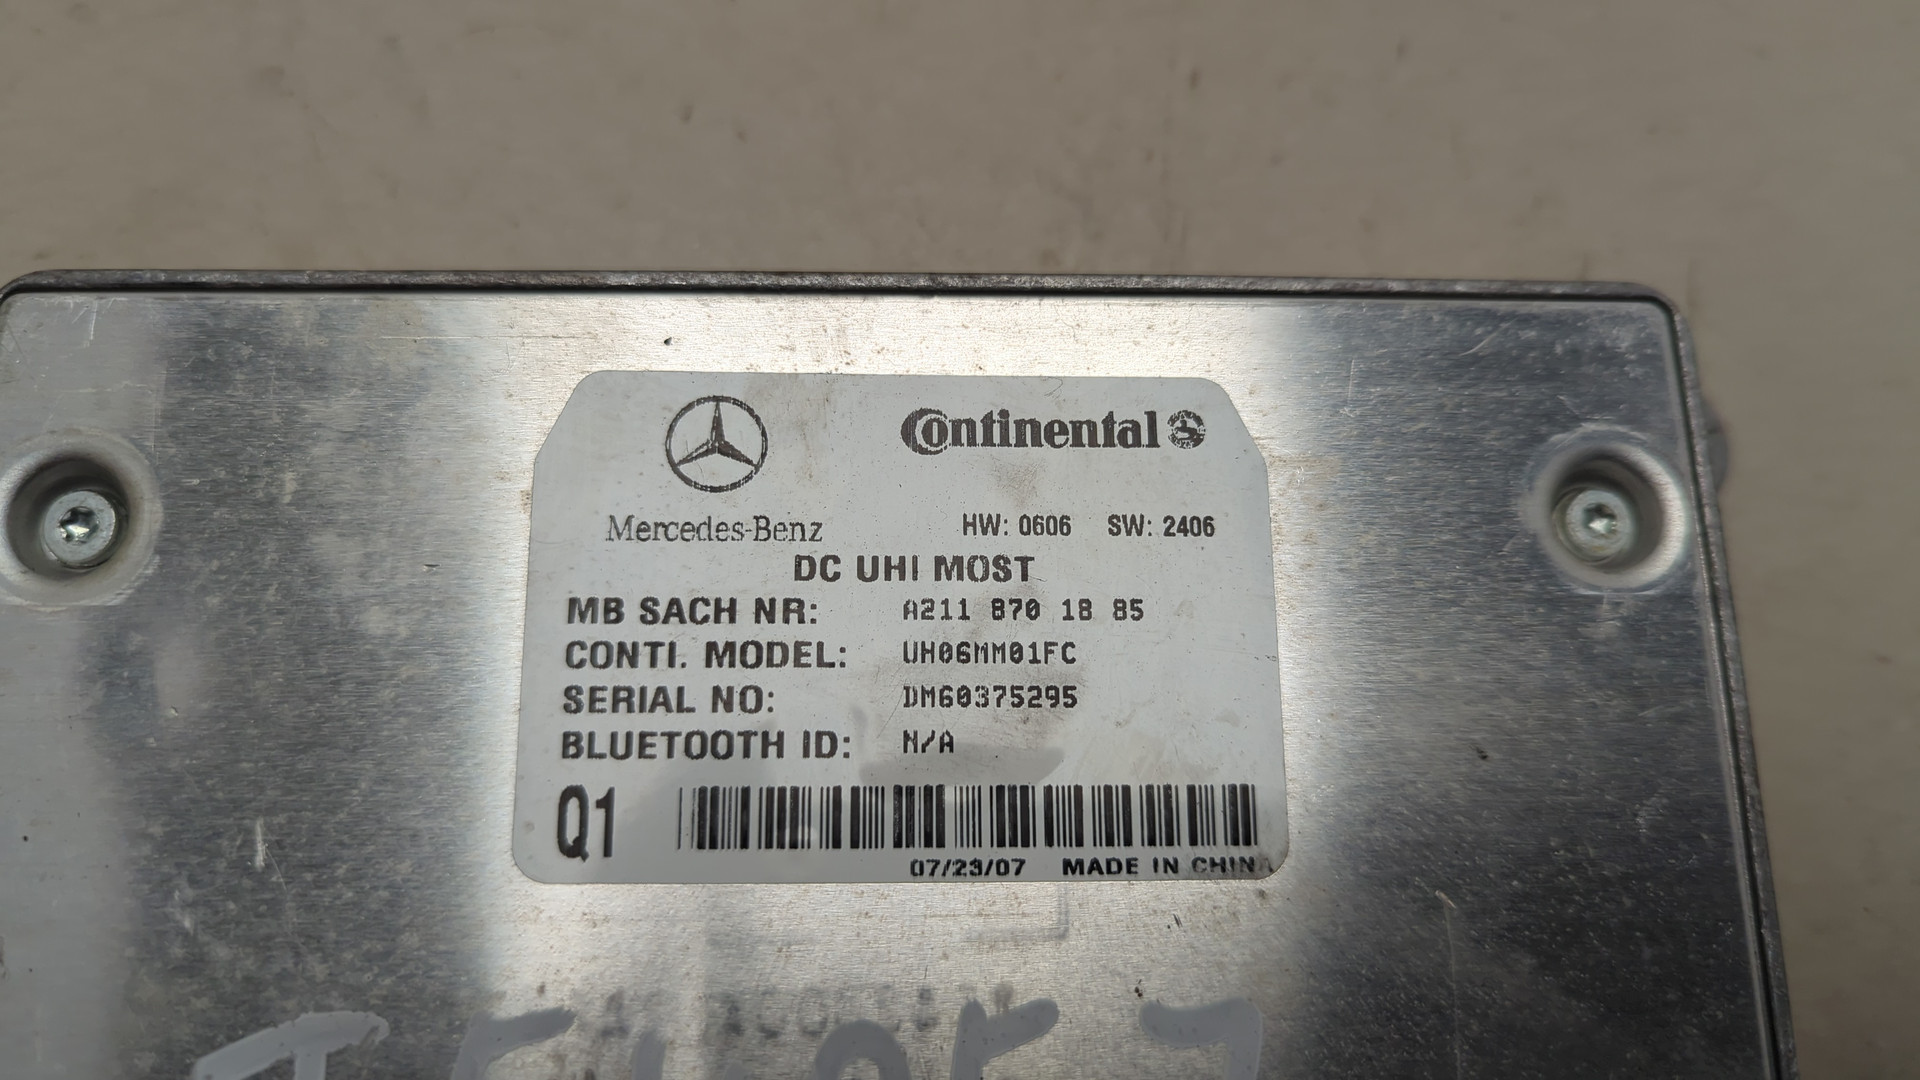 Continental
Mercedes-Benz
HW: 0606 SW: 2406
DC UHI MOST
MB SACH NR: A211 870 18 85
CONTI. MODEL: UH06MM01FC
SERIAL NO: DM60375295
BLUETOOTH ID: N/A
Q1
07/23/07 MADE IN CHINA